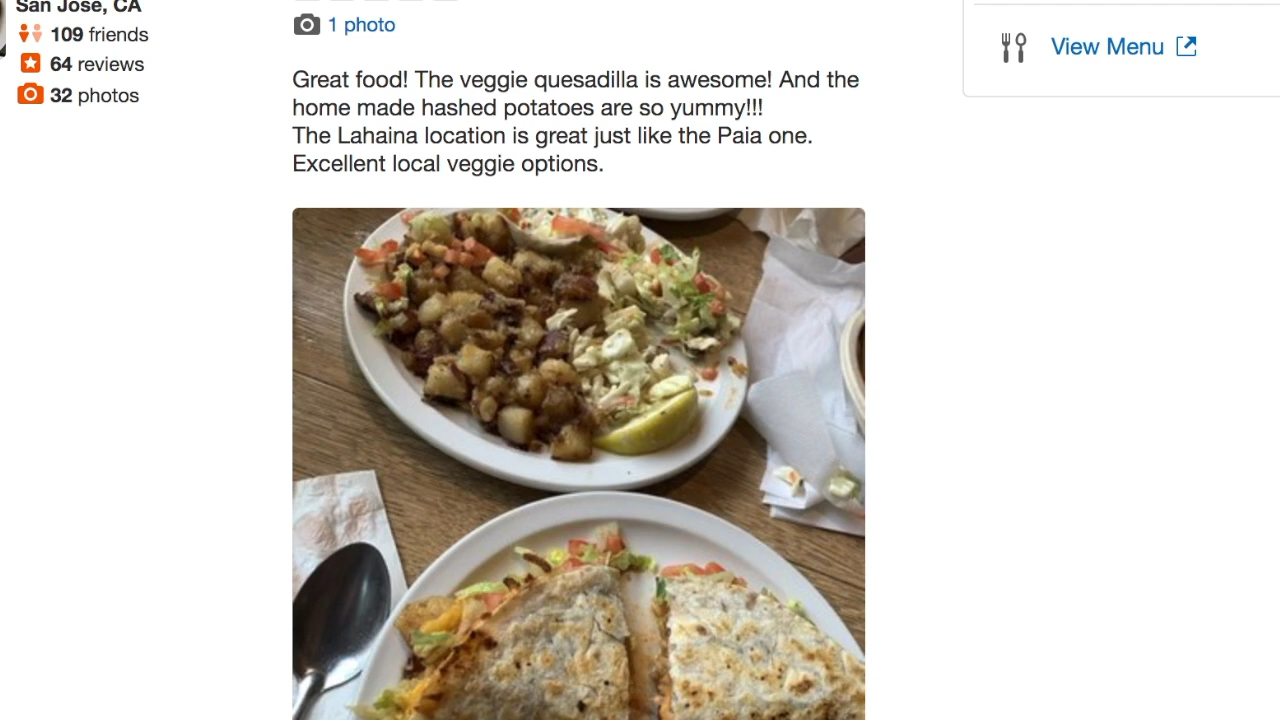 San Jose, CA
109 friends
64 reviews
32 photos
1 photo
Great food! The veggie quesadilla is awesome! And the
home made hashed potatoes are so yummy!!!
The Lahaina location is great just like the Paia one.
Excellent local veggie options.
View Menu